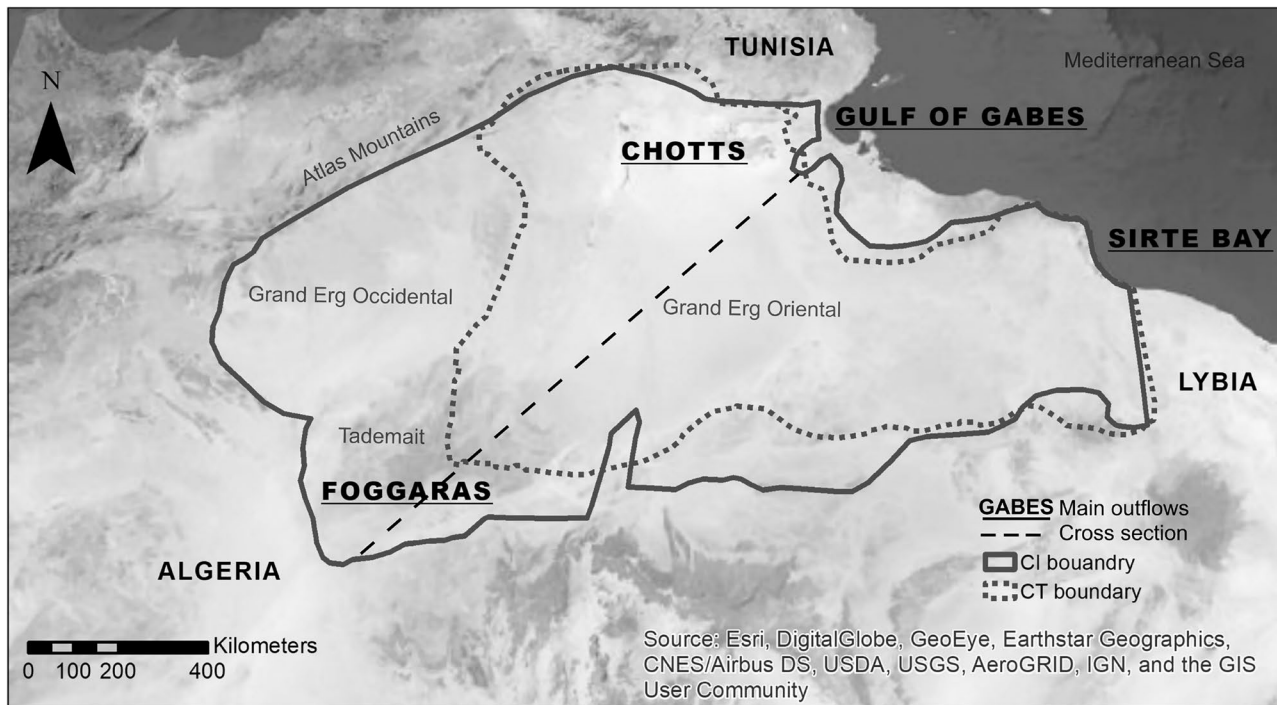 TUNISIA
Mediterranean Sea
N
GULF OF GABES
Atlas Mountains
CHOTTS
SIRTE BAY
Grand Erg Occidental
Grand Erg Oriental
LYBIA
Tademait
FOGGARAS
GABES Main outflows
Cross section
CI bouandry
CT boundary
ALGERIA
Kilometers
0 100 200 400
Source: Esri, DigitalGlobe, GeoEye, Earthstar Geographics,
CNES/Airbus DS, USDA, USGS, AeroGRID, IGN, and the GIS
User Community